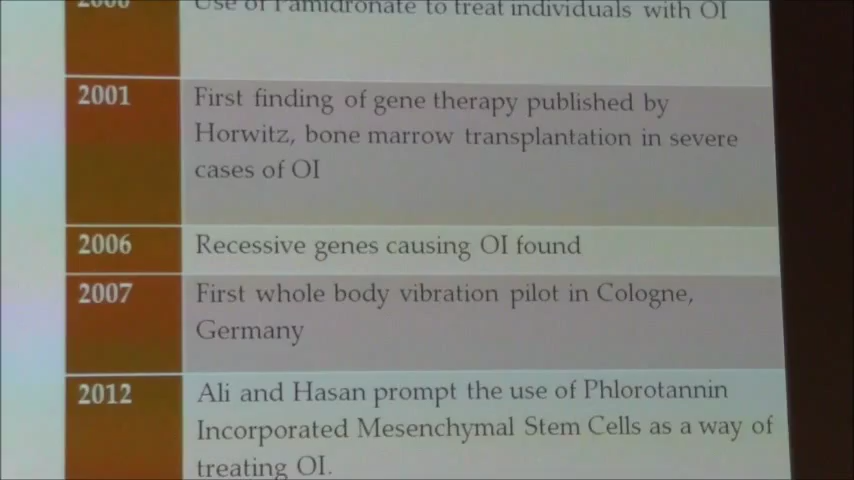 2000
Use of Pamidronate to treat individuals with OI
2001
First finding of gene therapy published by
Horwitz, bone marrow transplantation in severe
cases of OI
2006
Recessive genes causing OI found
2007
First whole body vibration pilot in Cologne,
Germany
2012
Ali and Hasan prompt the use of Phlorotannin
Incorporated Mesenchymal Stem Cells as a way of
treating OI.